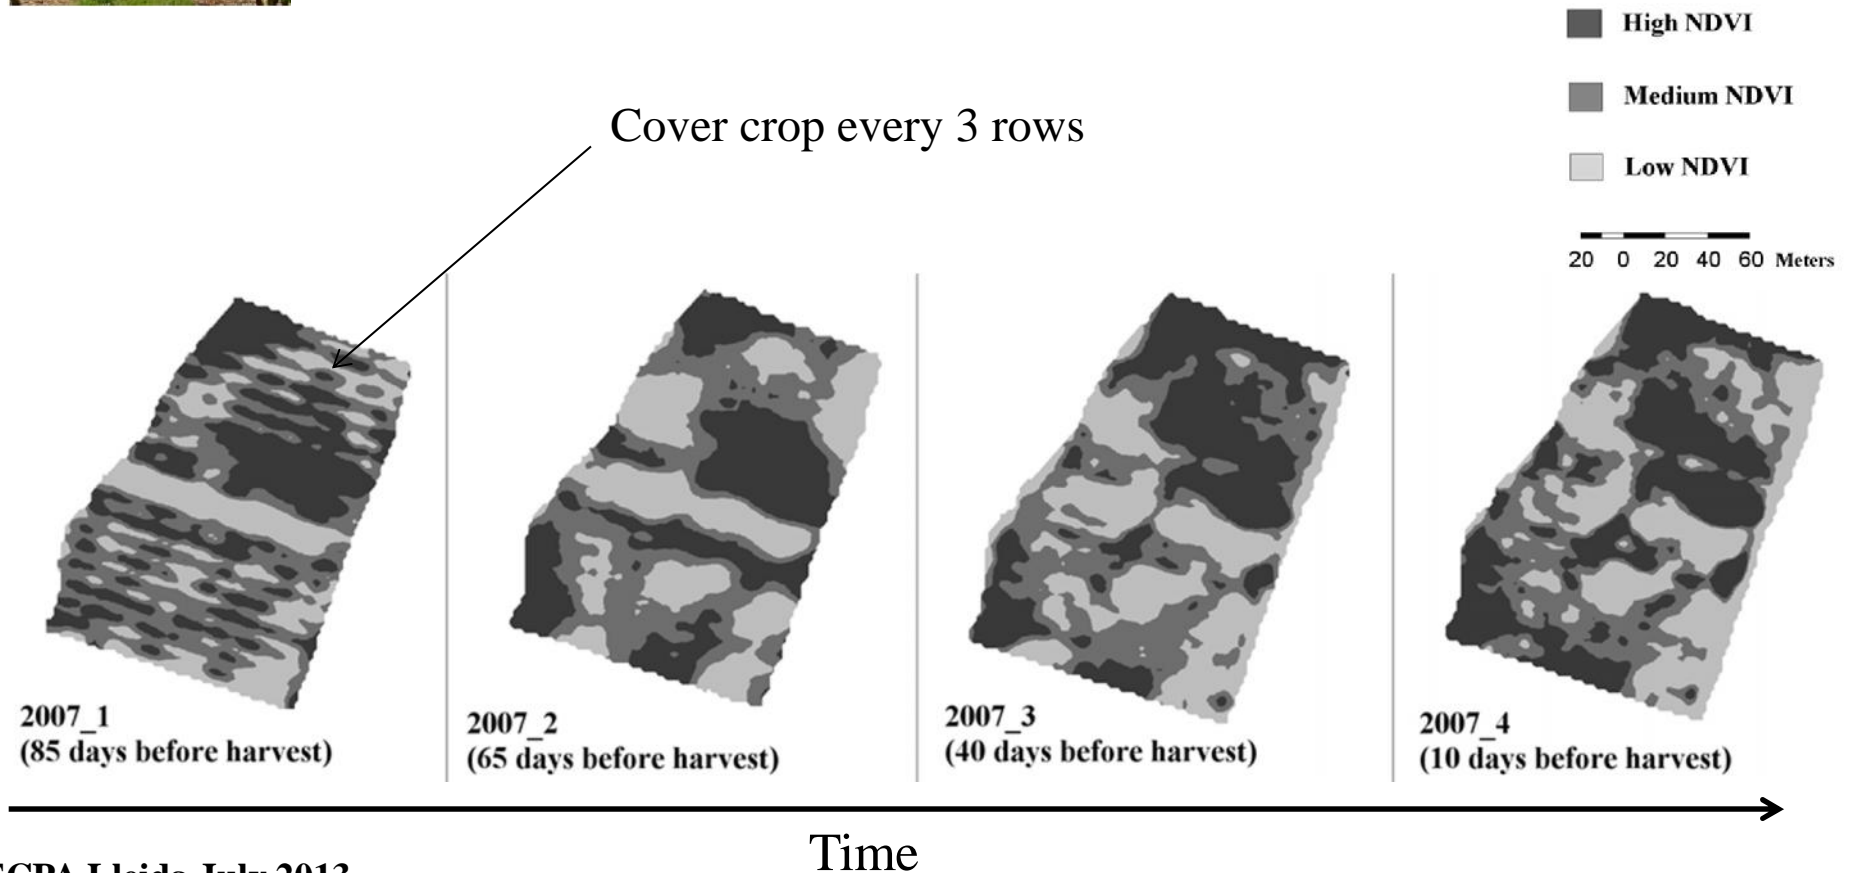 High NDVI
Medium NDVI
Low NDVI
20 0 20 40 60 Meters
Cover crop every 3 rows
2007_1
(85 days before harvest)
2007_2
(65 days before harvest)
2007_3
(40 days before harvest)
2007_4
(10 days before harvest)
Time
July 2013